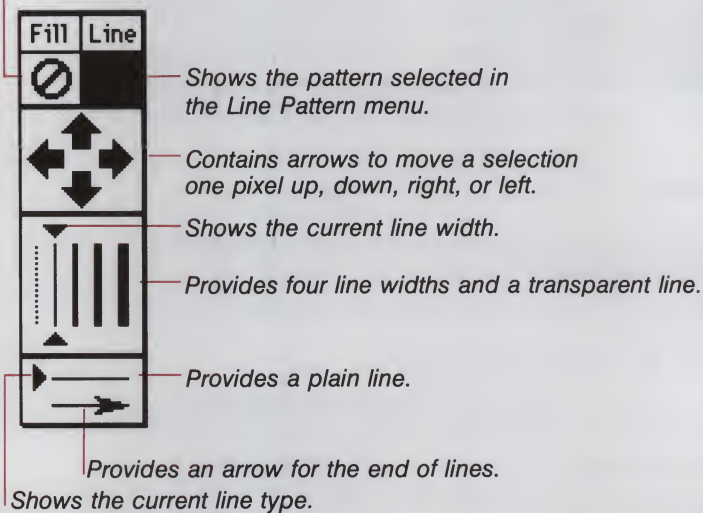 Fill Line
Shows the pattern selected in
the Line Pattern menu.
Contains arrows to move a selection
one pixel up, down, right, or left.
Shows the current line width.
Provides four line widths and a transparent line.
Provides a plain line.
Provides an arrow for the end of lines.
Shows the current line type.